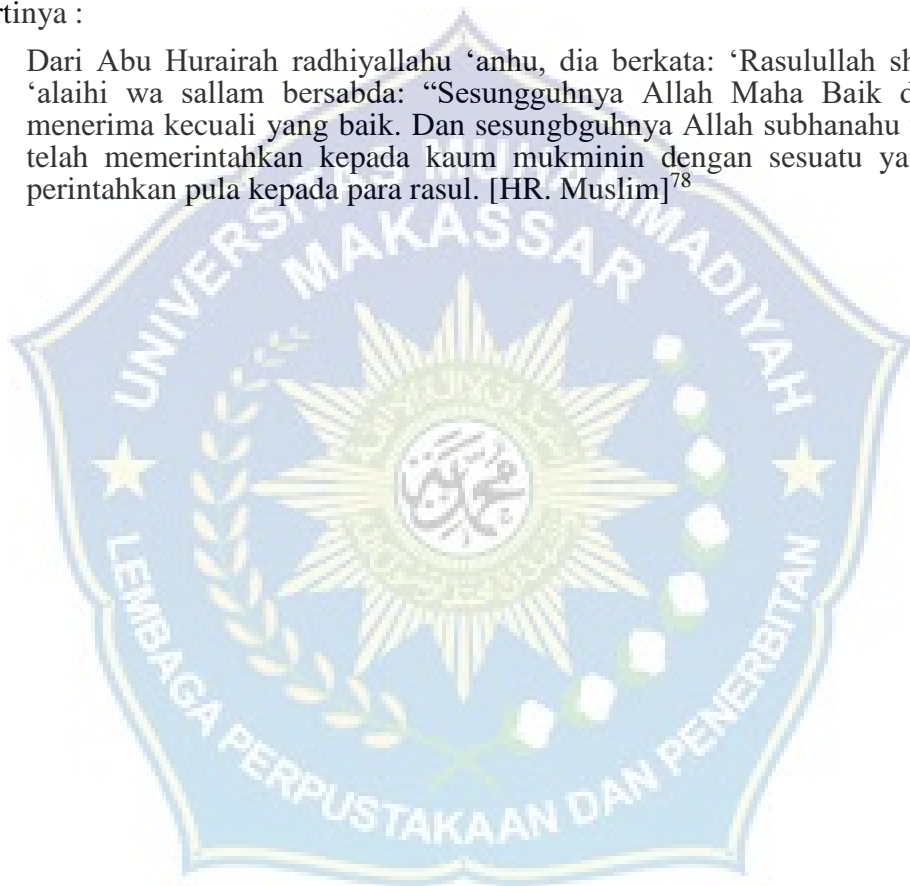 rtinya :
Dari Abu Hurairah radhiyallahu ‘anhu, dia berkata: ‘Rasulullah sh
‘alaihi wa sallam bersabda: “Sesungguhnya Allah Maha Baik d
menerima kecuali yang baik. Dan sesungbguhnya Allah subhanahu
telah memerintahkan kepada kaum mukminin dengan sesuatu ya
perintahkan pula kepada para rasul. [HR. Muslim]78
UNIVERSITAS MUHAMMADIYAH
MAKASSAR
LEMBAGA PERPUSTAKAAN DAN PENERBITAN